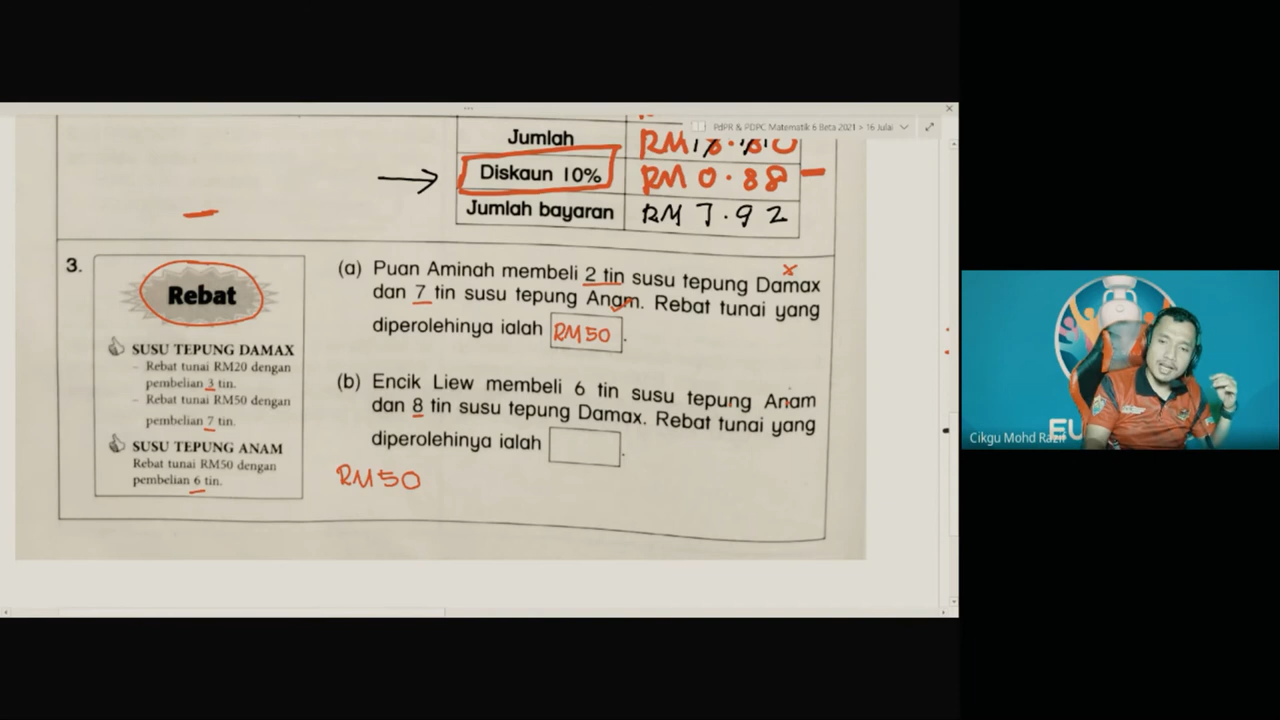 PdPR & PDPC Matematik 6 Beta 2021 > 16 Julai
Jumlah
Diskaun 10% RM 0.88 –
Jumlah bayaran RM 7.92
3.
Rebat
SUSU TEPUNG DAMAX
– Rebat tunai RM20 dengan
pembelian 3 tin.
– Rebat tunai RM50 dengan
pembelian 7 tin.
SUSU TEPUNG ANAM
Rebat tunai RM50 dengan
pembelian 6 tin.
(a) Puan Aminah membeli 2 tin susu tepung Damax
dan 7 tin susu tepung Anam. Rebat tunai yang
diperolehinya ialah RM50.
(b) Encik Liew membeli 6 tin susu tepung Anam
dan 8 tin susu tepung Damax. Rebat tunai yang
diperolehinya ialah .
RM50
Cikgu Mohd Razif
EU